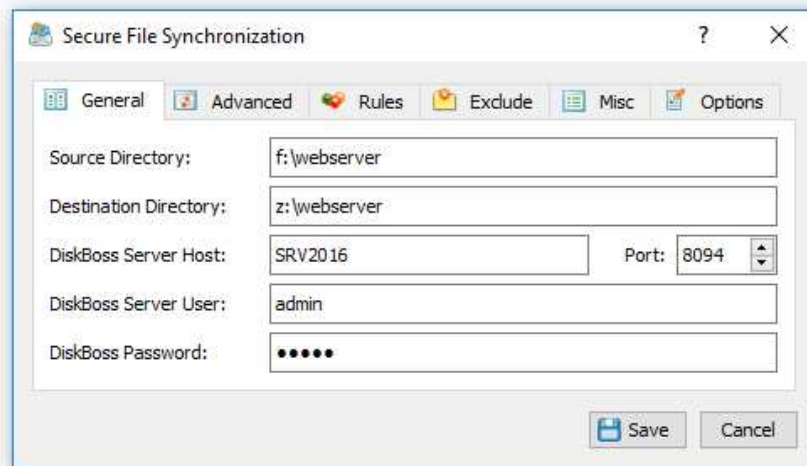 Secure File Synchronization ?
General Advanced Rules Exclude Misc Options
Source Directory: f:\webserver
Destination Directory: z:\webserver
DiskBoss Server Host: SRV2016 Port: 8094
DiskBoss Server User: admin
DiskBoss Password: •••••
Save Cancel